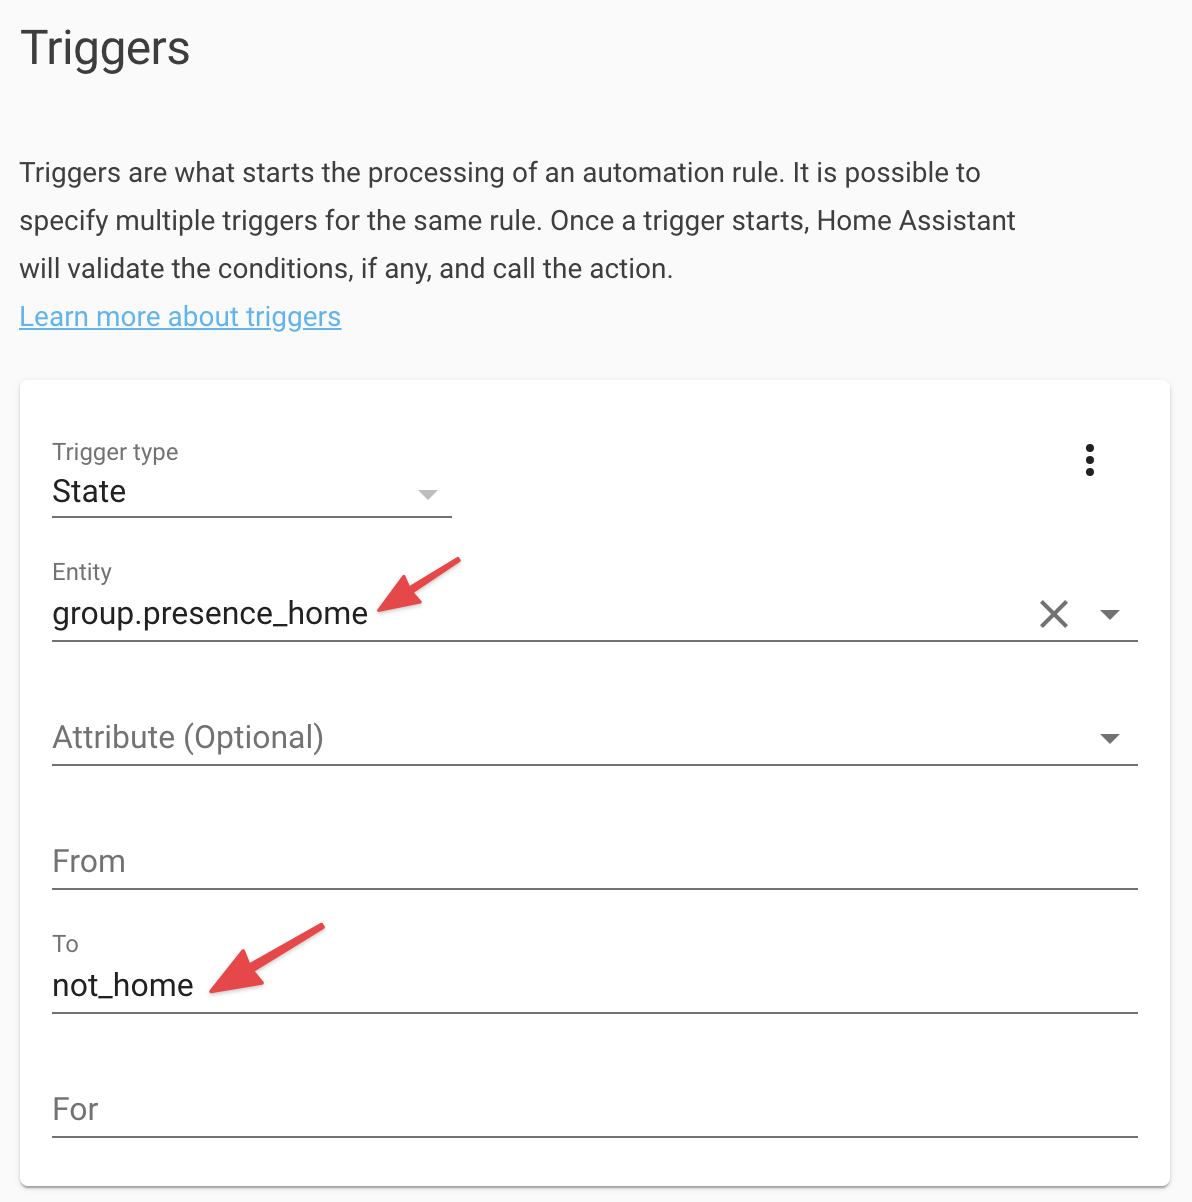 Triggers
Triggers are what starts the processing of an automation rule. It is possible to
specify multiple triggers for the same rule. Once a trigger starts, Home Assistant
will validate the conditions, if any, and call the action.
Learn more about triggers
Trigger type
State
Entity
group.presence_home
Attribute (Optional)
From
To
not_home
For